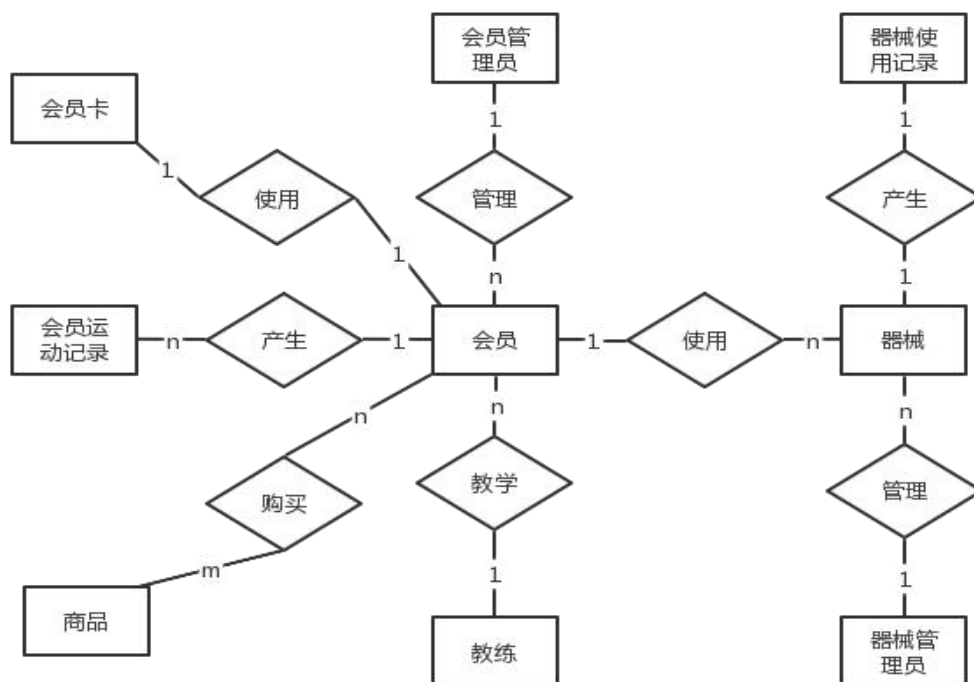 会员管
理员
器械使
用记录
会员卡
1
1
1
使用
管理
产生
1
n
1
会员运
动记录
n
产生
1
会员
1
使用
n
器械
n
n
n
购买
教学
管理
m
1
1
商品
教练
器械管
理员